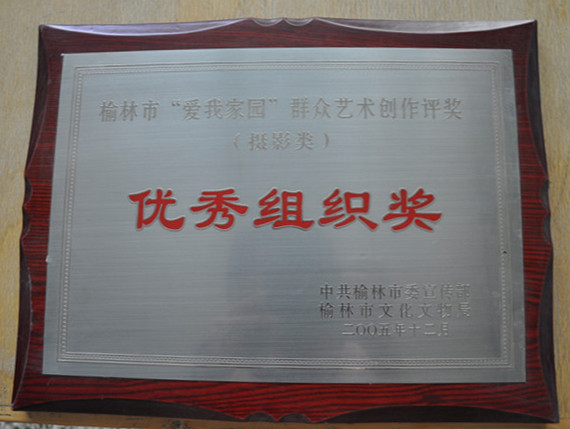 榆林市“爱我家园”群众艺术创作评奖
（摄影类）
优秀组织奖
中共榆林市委宣传部
榆林市文化文物局
二〇〇五年十二月